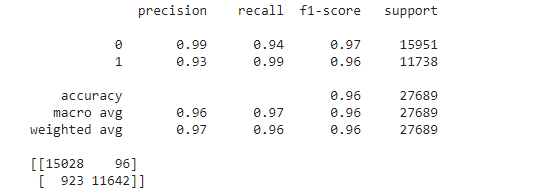 precision recall f1-score support
0 0.99 0.94 0.97 15951
1 0.93 0.99 0.96 11738
accuracy 0.96 27689
macro avg 0.96 0.97 0.96 27689
weighted avg 0.97 0.96 0.96 27689
[[15028 96]
[ 923 11642]]